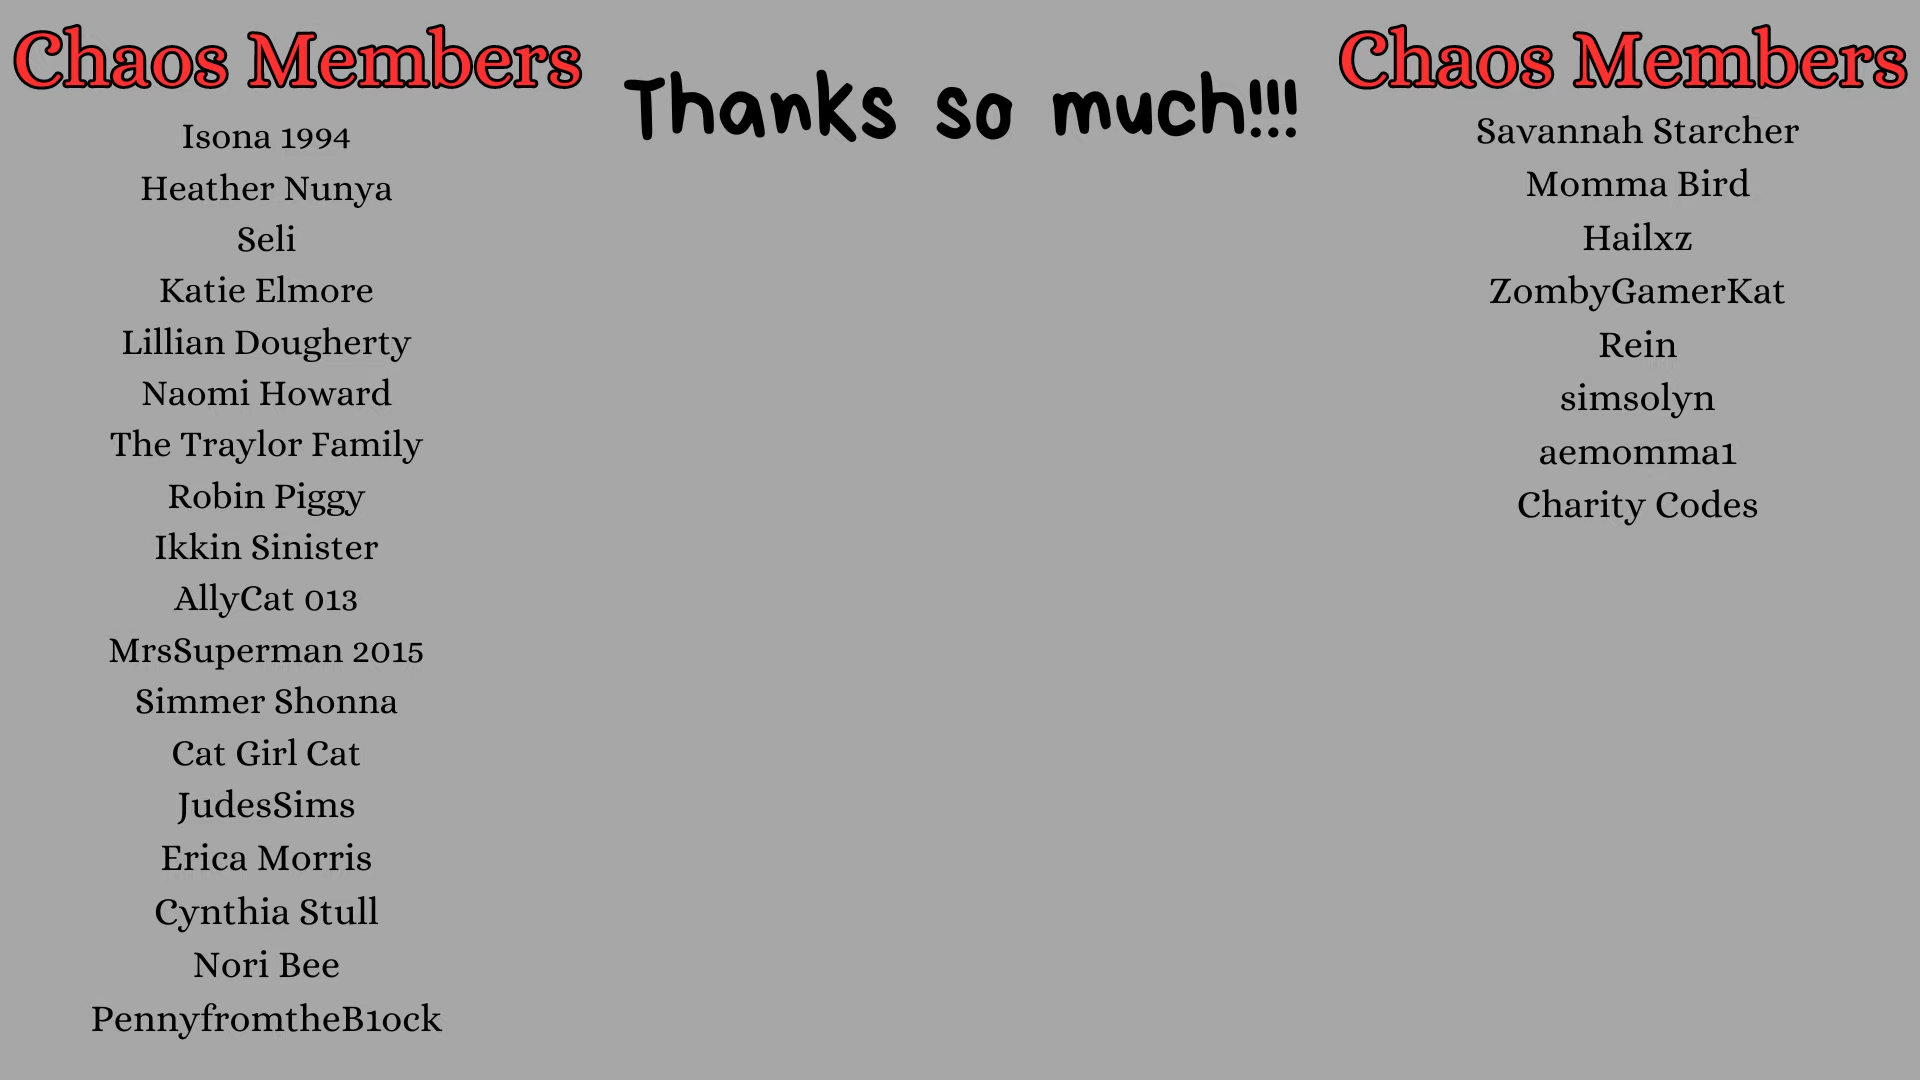 Chaos Members
Isona 1994
Heather Nunya
Seli
Katie Elmore
Lillian Dougherty
Naomi Howard
The Traylor Family
Robin Piggy
Ikkin Sinister
AllyCat 013
MrsSuperman 2015
Simmer Shonna
Cat Girl Cat
JudesSims
Erica Morris
Cynthia Stull
Nori Bee
PennyfromtheB1ock
Thanks so much!!!
Chaos Members
Savannah Starcher
Momma Bird
Hailxz
ZombyGamerKat
Rein
simsolyn
aemomma1
Charity Codes